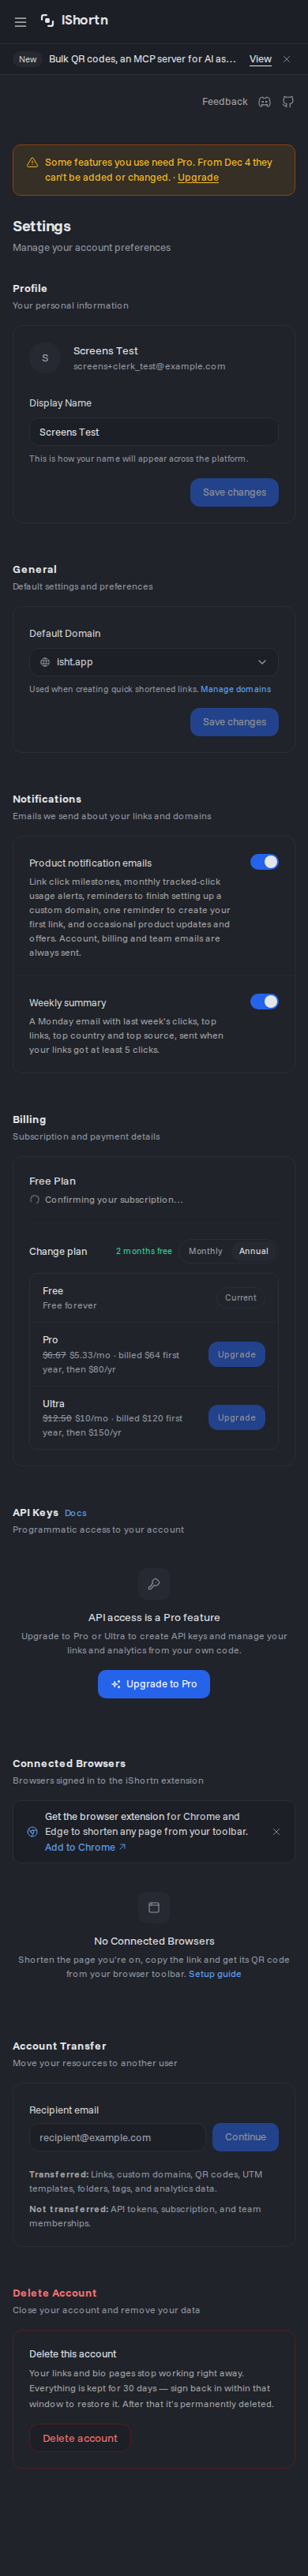 IShortn
New Bulk QR codes, an MCP server for AI as... View
Feedback
Some features you use need Pro. From Dec 4 they
can't be added or changed. · Upgrade
Settings
Manage your account preferences
Profile
Your personal information
S
Screens Test
screens+clerk_test@example.com
Display Name
Screens Test
This is how your name will appear across the platform.
Save changes
General
Default settings and preferences
Default Domain
isht.app
Used when creating quick shortened links. Manage domains
Save changes
Notifications
Emails we send about your links and domains
Product notification emails
Link click milestones, monthly tracked-click
usage alerts, reminders to finish setting up a
custom domain, one reminder to create your
first link, and occasional product updates and
offers. Account, billing and team emails are
always sent.
Weekly summary
A Monday email with last week's clicks, top
links, top country and top source, sent when
your links got at least 5 clicks.
Billing
Subscription and payment details
Free Plan
Confirming your subscription...
Change plan 2 months free Monthly Annual
Free
Free forever
Current
Pro
$6.67 $5.33/mo · billed $64 first
year, then $80/yr
Upgrade
Ultra
$12.50 $10/mo · billed $120 first
year, then $150/yr
Upgrade
API Keys Docs
Programmatic access to your account
API access is a Pro feature
Upgrade to Pro or Ultra to create API keys and manage your
links and analytics from your own code.
Upgrade to Pro
Connected Browsers
Browsers signed in to the iShortn extension
Get the browser extension for Chrome and
Edge to shorten any page from your toolbar.
Add to Chrome ↗
No Connected Browsers
Shorten the page you're on, copy the link and get its QR code
from your browser toolbar. Setup guide
Account Transfer
Move your resources to another user
Recipient email
recipient@example.com
Continue
Transferred: Links, custom domains, QR codes, UTM
templates, folders, tags, and analytics data.
Not transferred: API tokens, subscription, and team
memberships.
Delete Account
Close your account and remove your data
Delete this account
Your links and bio pages stop working right away.
Everything is kept for 30 days — sign back in within that
window to restore it. After that it's permanently deleted.
Delete account